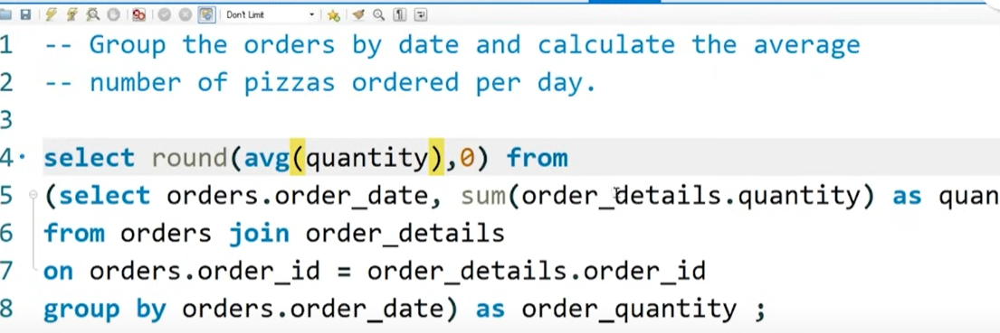 Don't Limit
1 -- Group the orders by date and calculate the average
2 -- number of pizzas ordered per day.
3
4 select round(avg(quantity),0) from
5 (select orders.order_date, sum(order_details.quantity) as quan
6 from orders join order_details
7 on orders.order_id = order_details.order_id
8 group by orders.order_date) as order_quantity ;